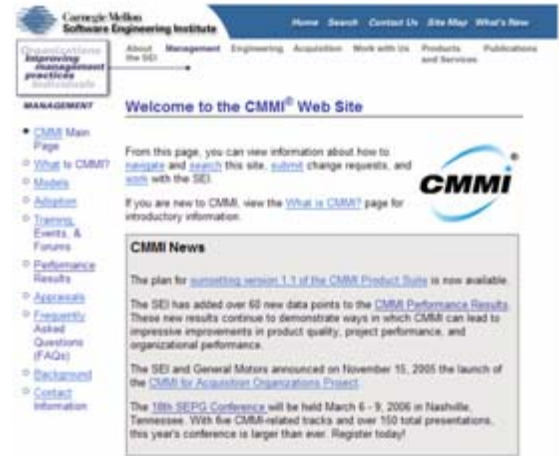 Carnegie Mellon
Software Engineering Institute
Home Search Contact Us Site Map What's New
About the SEI
Management
Engineering
Acquisition
Work with Us
Products and Services
Publications
Improving
management
practices
MANAGEMENT
CMMI Main
Page
What is CMMI?
Models
Adoption
Training,
Events, &
Forums
Performance
Results
Appraisals
Frequently
Asked
Questions
(FAQs)
Background
Contact
Information
Welcome to the CMMI® Web Site
From this page, you can view information about how to
navigate and search this site, submit change requests, and
work with the SEI.
If you are new to CMMI, view the What is CMMI? page for
introductory information.
CMMI®
CMMI News
The plan for sunsetting version 1.1 of the CMMI Product Suite is now available.
The SEI has added over 60 new data points to the CMMI Performance Results.
These new results continue to demonstrate ways in which CMMI can lead to
impressive improvements in product quality, project performance, and
organizational performance.
The SEI and General Motors announced on November 15, 2005 the launch of
the CMMI for Acquisition Organizations Project.
The 18th SEPG Conference will be held March 6 - 9, 2006 in Nashville,
Tennessee. With five CMMI-related tracks and over 150 total presentations,
this year's conference is larger than ever. Register today!